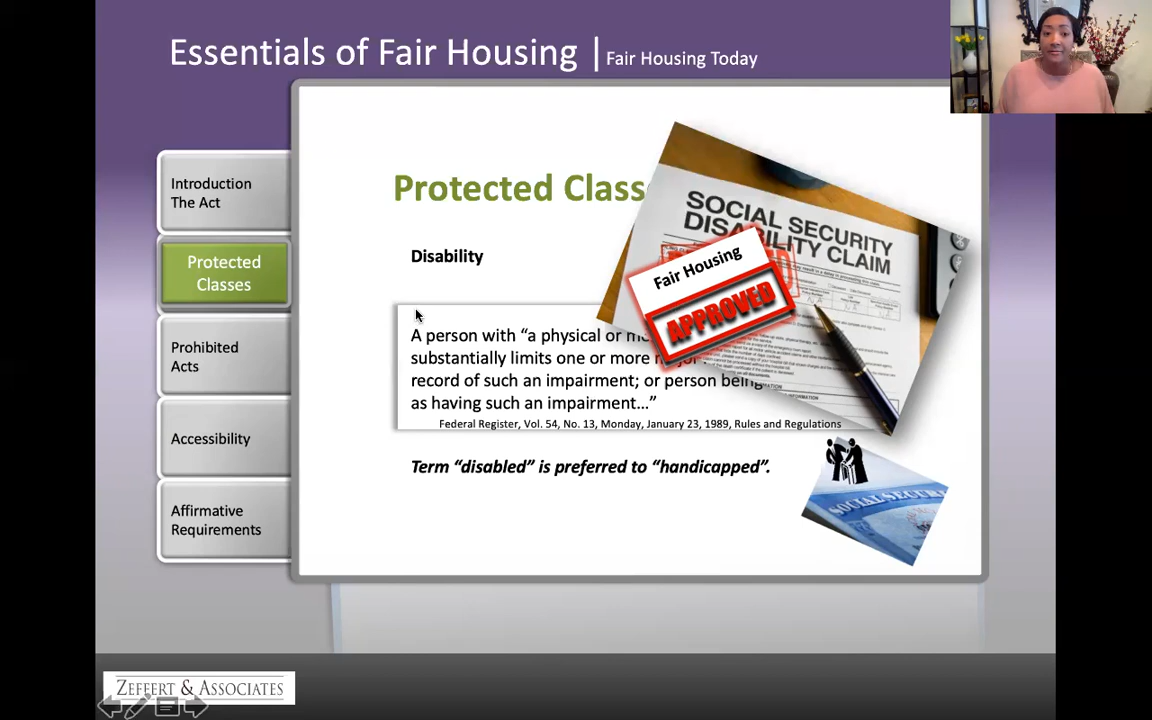 Essentials of Fair Housing | Fair Housing Today
Introduction
The Act
Protected
Classes
Prohibited
Acts
Accessibility
Affirmative
Requirements
Protected Class
Disability
A person with “a physical or
substantially limits one or more
record of such an impairment; or person being
as having such an impairment…”
Federal Register, Vol. 54, No. 13, Monday, January 23, 1989, Rules and Regulations
Term “disabled” is preferred to “handicapped”.
SOCIAL SECURITY
DISABILITY CLAIM
Fair Housing
APPROVED
SOCIAL SECUR
ZEFFERT & ASSOCIATES